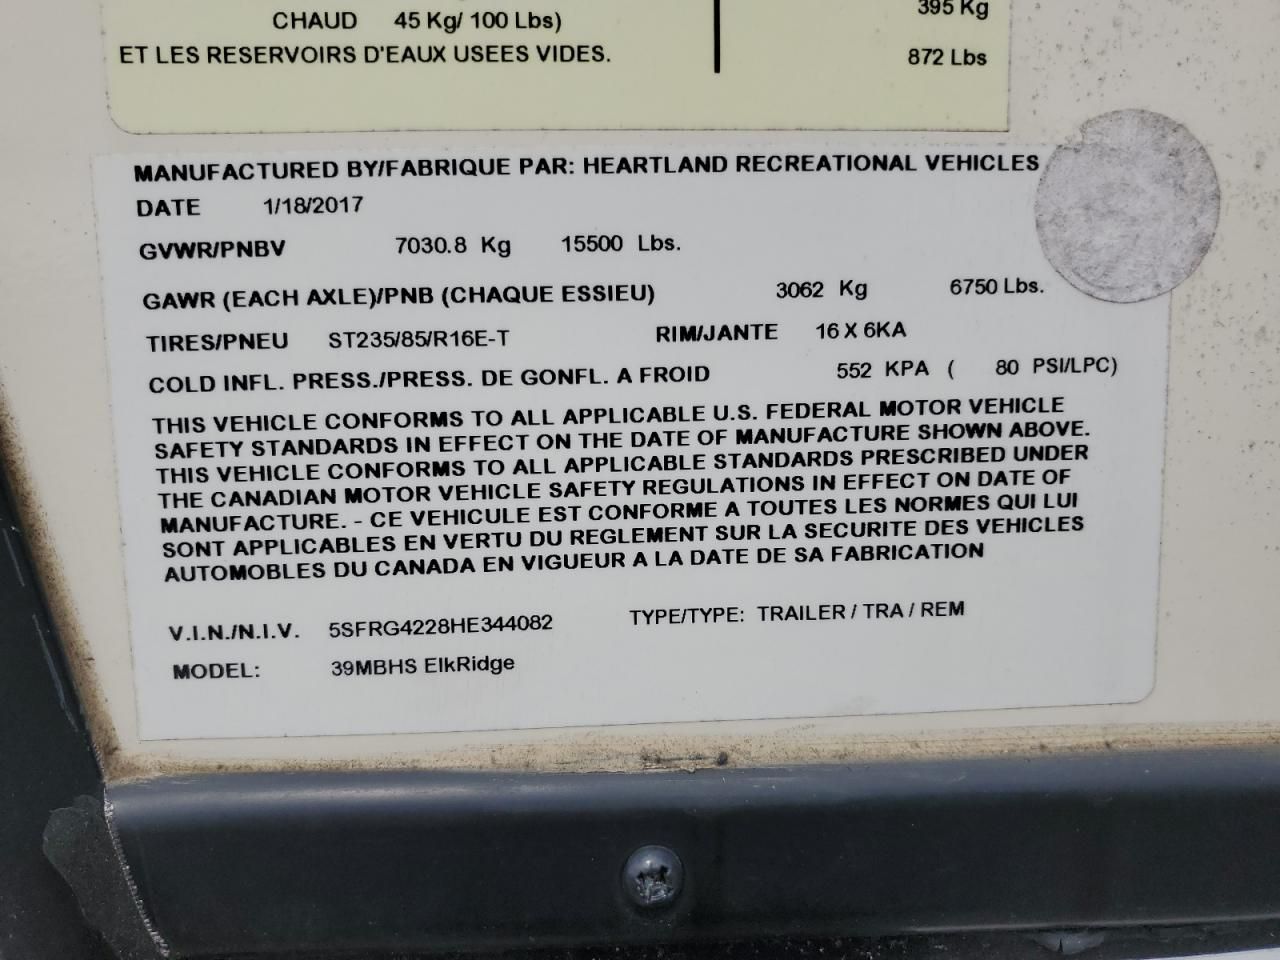 395 Kg
CHAUD 45 Kg/ 100 Lbs)
ET LES RESERVOIRS D'EAUX USEES VIDES. 872 Lbs
MANUFACTURED BY/FABRIQUE PAR: HEARTLAND RECREATIONAL VEHICLES
DATE 1/18/2017
GVWR/PNBV 7030.8 Kg 15500 Lbs.
GAWR (EACH AXLE)/PNB (CHAQUE ESSIEU) 3062 Kg 6750 Lbs.
TIRES/PNEU ST235/85/R16E-T RIM/JANTE 16 X 6KA
COLD INFL. PRESS./PRESS. DE GONFL. A FROID 552 KPA ( 80 PSI/LPC)
THIS VEHICLE CONFORMS TO ALL APPLICABLE U.S. FEDERAL MOTOR VEHICLE
SAFETY STANDARDS IN EFFECT ON THE DATE OF MANUFACTURE SHOWN ABOVE.
THIS VEHICLE CONFORMS TO ALL APPLICABLE STANDARDS PRESCRIBED UNDER
THE CANADIAN MOTOR VEHICLE SAFETY REGULATIONS IN EFFECT ON DATE OF
MANUFACTURE. - CE VEHICULE EST CONFORME A TOUTES LES NORMES QUI LUI
SONT APPLICABLES EN VERTU DU REGLEMENT SUR LA SECURITE DES VEHICLES
AUTOMOBLES DU CANADA EN VIGUEUR A LA DATE DE SA FABRICATION
V.I.N./N.I.V. 5SFRG4228HE344082 TYPE/TYPE: TRAILER / TRA / REM
MODEL: 39MBHS ElkRidge